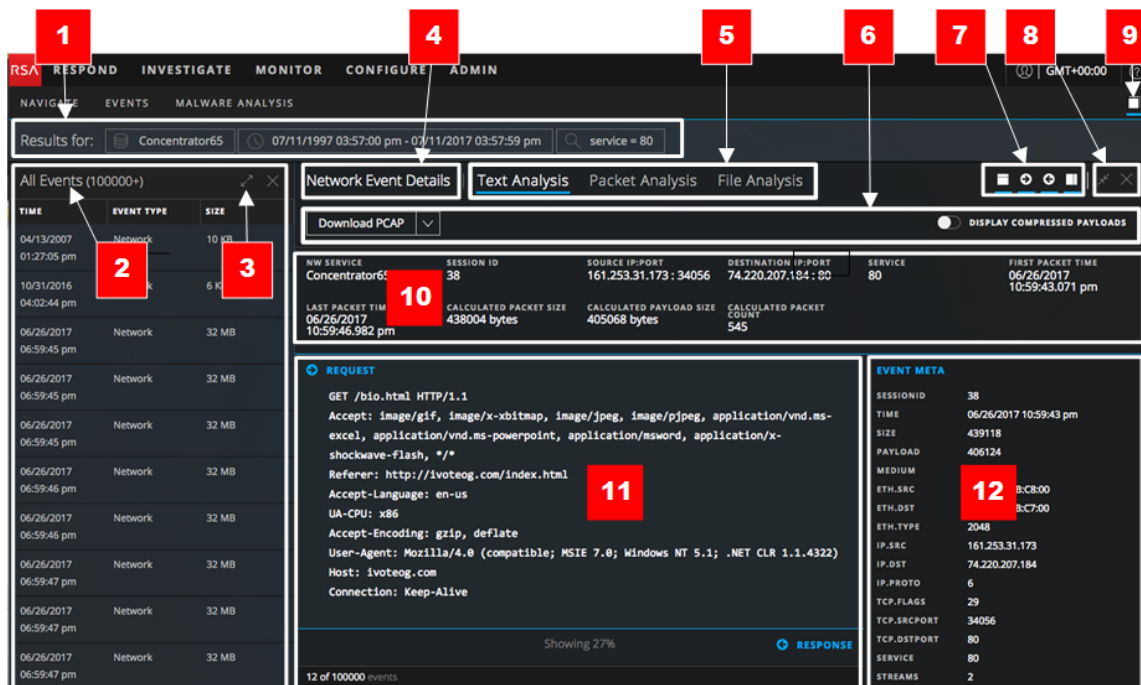 1
4
5
6
7
8
9
RSA RESPOND INVESTIGATE MONITOR CONFIGURE ADMIN
GMT+00:00
NAVIGATE EVENTS MALWARE ANALYSIS
Results for: Concentrator65 07/11/1997 03:57:00 pm - 07/11/2017 03:57:59 pm service = 80
All Events (100000+)
TIME EVENT TYPE SIZE
04/13/2007 Network 10 KB
01:27:05 pm
2
3
10/31/2016
04:02:44 pm
06/26/2017 Network 32 MB
06:59:45 pm
06/26/2017 Network 32 MB
06:59:45 pm
06/26/2017 Network 32 MB
06:59:45 pm
06/26/2017 Network 32 MB
06:59:46 pm
06/26/2017 Network 32 MB
06:59:46 pm
06/26/2017 Network 32 MB
06:59:47 pm
06/26/2017 Network 32 MB
06:59:47 pm
06/26/2017 Network 32 MB
06:59:47 pm
Network Event Details Text Analysis Packet Analysis File Analysis
Download PCAP DISPLAY COMPRESSED PAYLOADS
NW SERVICE SESSION ID SOURCE IP:PORT DESTINATION IP:PORT SERVICE FIRST PACKET TIME
Concentrator65 38 161.253.31.173 : 34056 74.220.207.184 : 80 80 06/26/2017
10:59:43.071 pm
10
LAST PACKET TIME CALCULATED PACKET SIZE CALCULATED PAYLOAD SIZE CALCULATED PACKET COUNT
06/26/2017 438004 bytes 405068 bytes 545
10:59:46.982 pm
REQUEST
GET /bio.html HTTP/1.1
Accept: image/gif, image/x-xbitmap, image/jpeg, image/pjpeg, application/vnd.ms-
excel, application/vnd.ms-powerpoint, application/msword, application/x-
shockwave-flash, */*
Referer: http://ivoteog.com/index.html
Accept-Language: en-us
UA-CPU: x86
Accept-Encoding: gzip, deflate
User-Agent: Mozilla/4.0 (compatible; MSIE 7.0; Windows NT 5.1; .NET CLR 1.1.4322)
Host: ivoteog.com
Connection: Keep-Alive
11
Showing 27% RESPONSE
12 of 100000 events
EVENT META
SESSIONID 38
TIME 06/26/2017 10:59:43 pm
SIZE 439118
PAYLOAD 406124
MEDIUM
ETH.SRC B:C8:00
12
ETH.DST B:C7:00
ETH.TYPE 2048
IP.SRC 161.253.31.173
IP.DST 74.220.207.184
IP.PROTO 6
TCP.FLAGS 29
TCP.SRCPORT 34056
TCP.DSTPORT 80
SERVICE 80
STREAMS 2